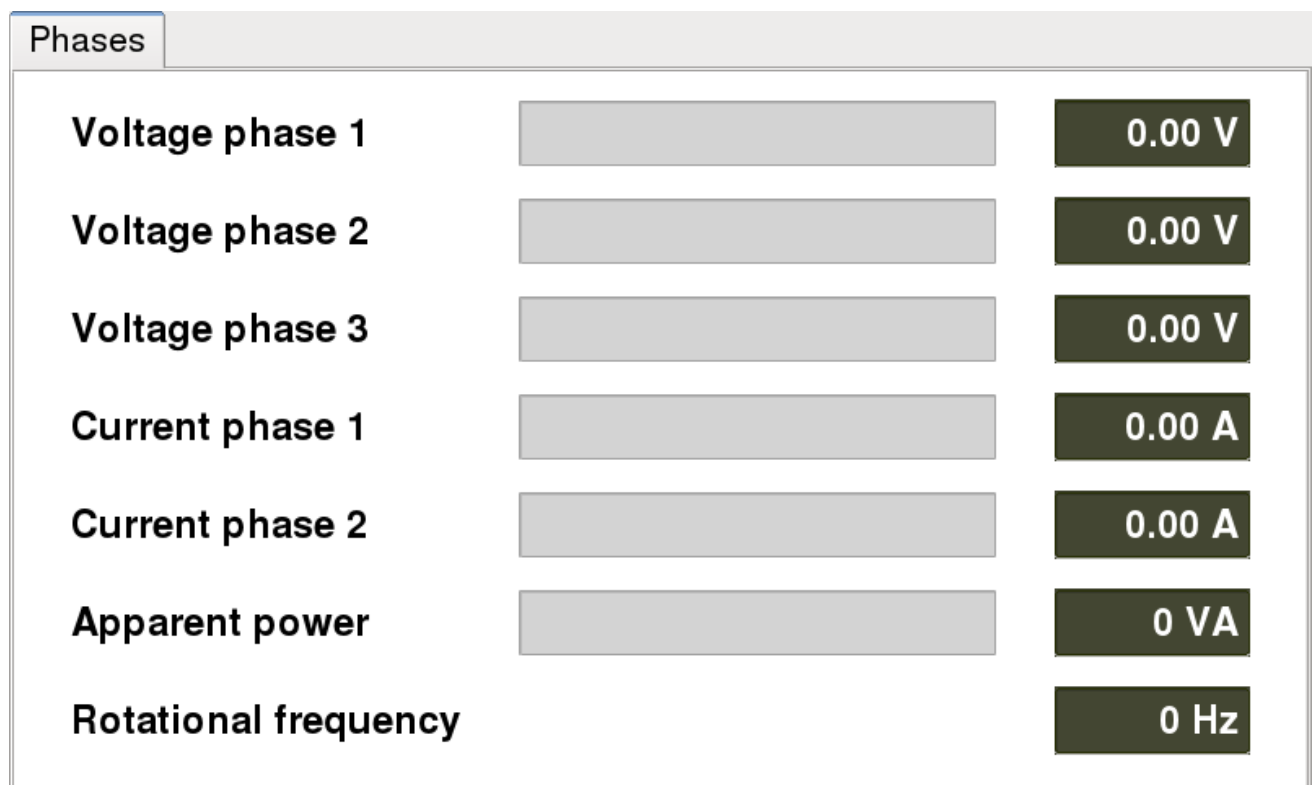 Phases
Voltage phase 1 0.00 V
Voltage phase 2 0.00 V
Voltage phase 3 0.00 V
Current phase 1 0.00 A
Current phase 2 0.00 A
Apparent power 0 VA
Rotational frequency 0 Hz